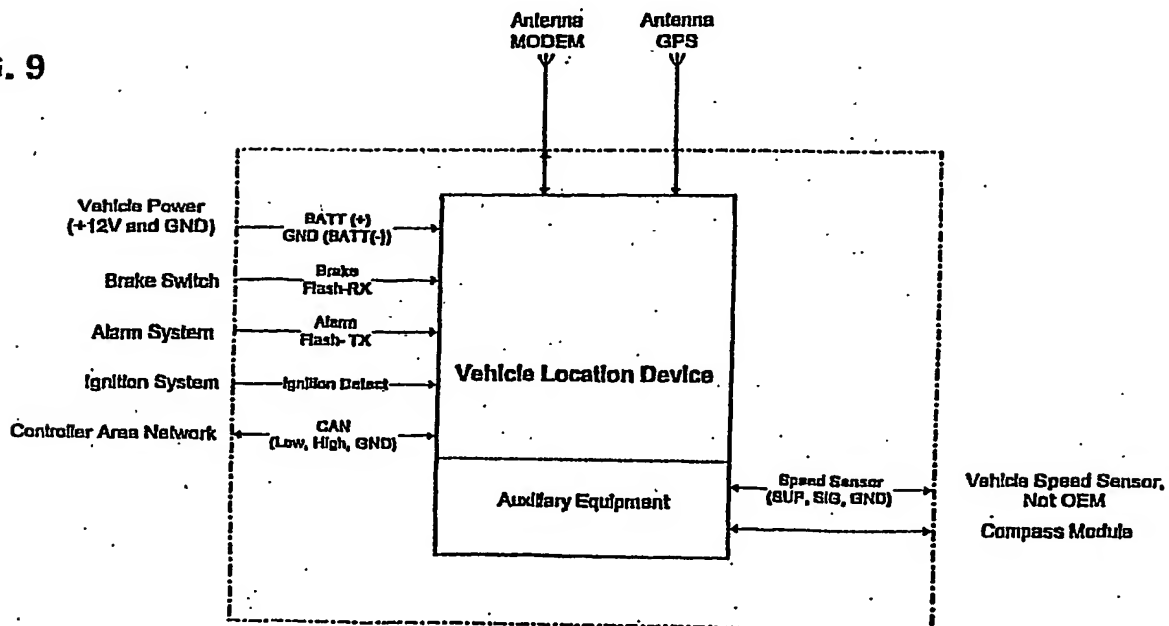 . 9
Antenna
MODEM
Antenna
GPS
Vehicle Power
(+12V and GND)
BATT (+)
GND (BATT(-))
Brake Switch
Brake
Flash-RX
Alarm System
Alarm
Flash-TX
Ignition System
Ignition Detect
Controller Area Network
CAN
(Low, High, GND)
Vehicle Location Device
Auxiliary Equipment
Speed Sensor
(SUP, SIG, GND)
Vehicle Speed Sensor,
Not OEM
Compass Module